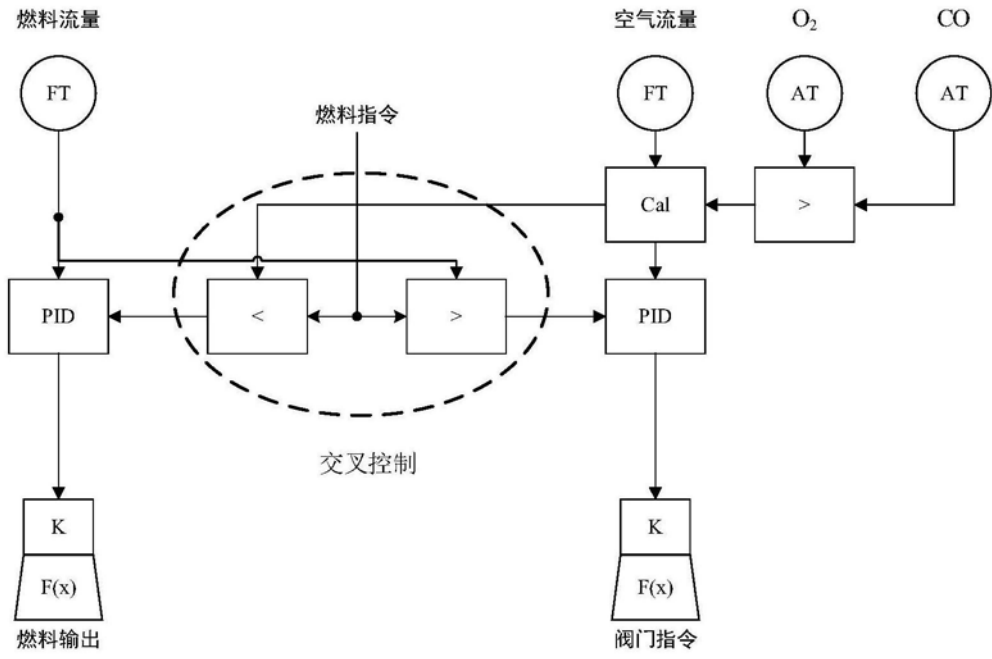 燃料流量
空气流量
O₂
CO
FT
FT
AT
AT
燃料指令
Cal
>
PID
<
>
PID
交叉控制
K
K
F(x)
F(x)
燃料输出
阀门指令